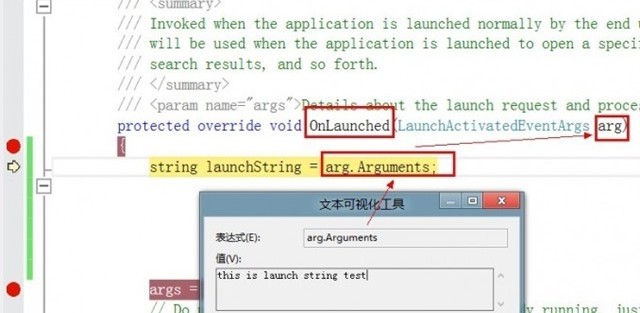 /// <summary>
/// Invoked when the application is launched normally by the end u
/// will be used when the application is launched to open a speci
/// search results, and so forth.
/// </summary>
/// <param name="args">Details about the launch request and proce
protected override void OnLaunched(LaunchActivatedEventArgs arg)
{
string launchString = arg.Arguments;
文本可视化工具
表达式(E):
arg.Arguments
值(V):
this is launch string test
args =
// Do
y running, just